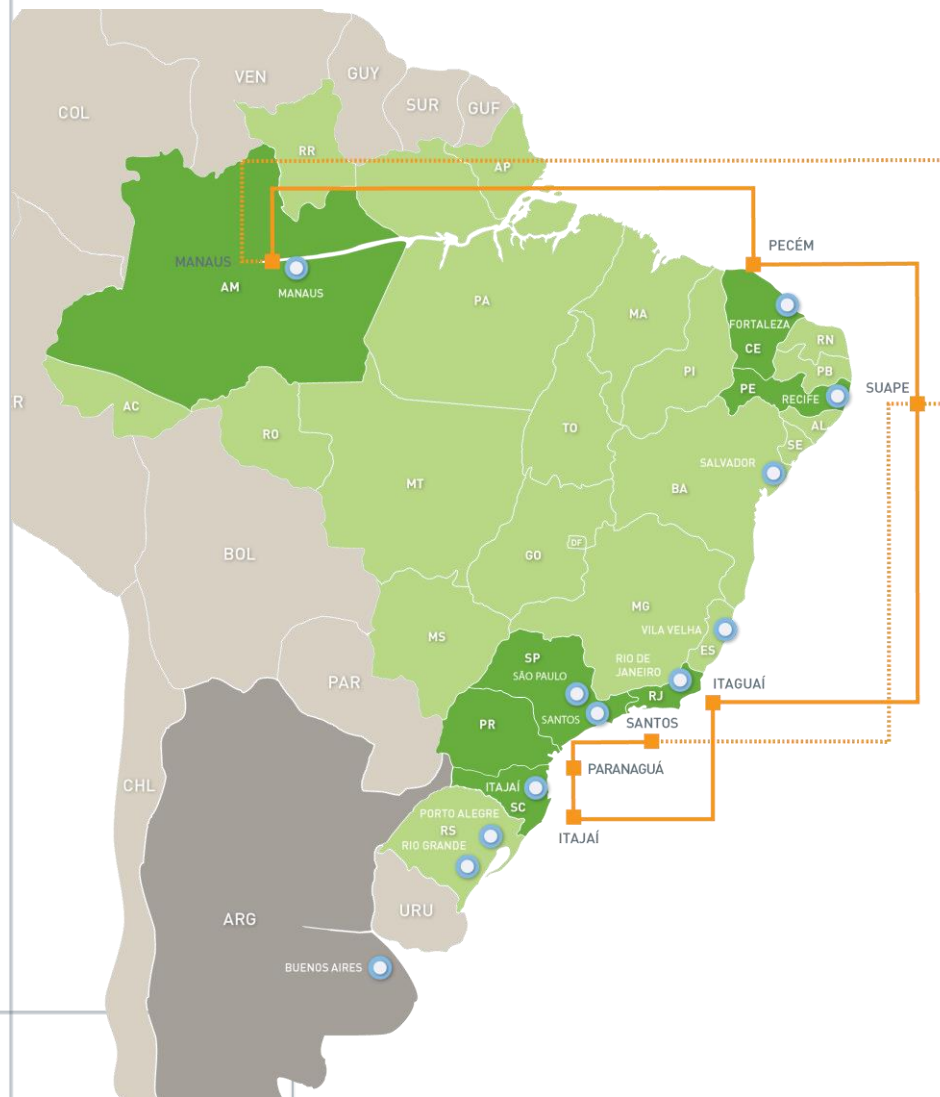 GUY
VEN
SUR
GUF
COL
RR
AP
PECÉM
MANAUS
AM
MANAUS
PA
FORTALEZA
MA
RN
CE
PB
PI
PE
SUAPE
RECIFE
R
AC
AL
TO
RO
SE
SALVADOR
MT
BA
DF
BOL
GO
MG
VILA VELHA
MS
ES
SP
RIO DE
JANEIRO
SÃO PAULO
PAR
ITAGUAÍ
RJ
SANTOS
SANTOS
PR
PARANAGUÁ
CHL
ITAJAÍ
SC
PORTO ALEGRE
RS
ITAJAÍ
RIO GRANDE
URU
ARG
BUENOS AIRES